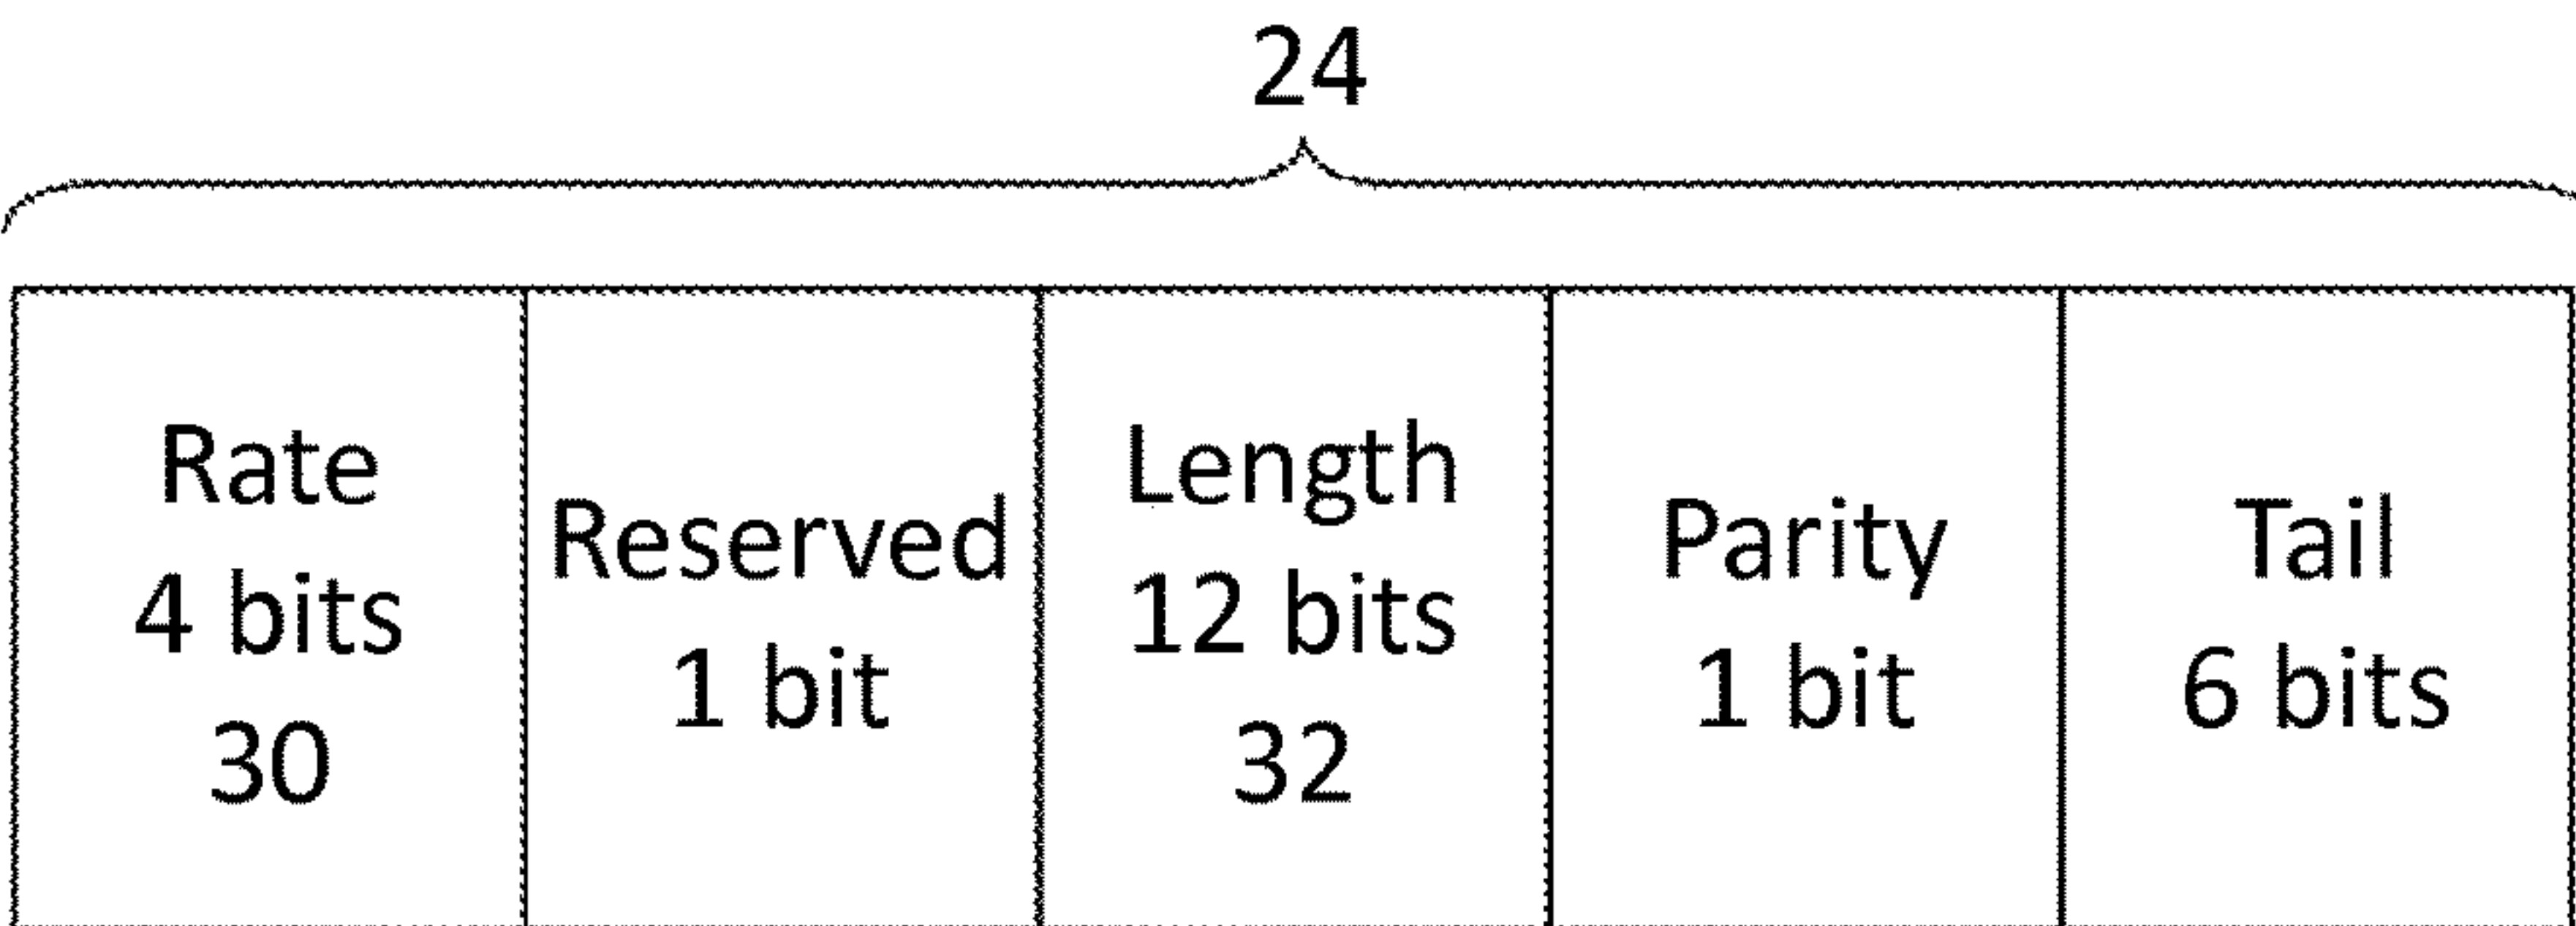 24
Rate
4 bits
30
Reserved
1 bit
Length
12 bits
32
Parity
1 bit
Tail
6 bits